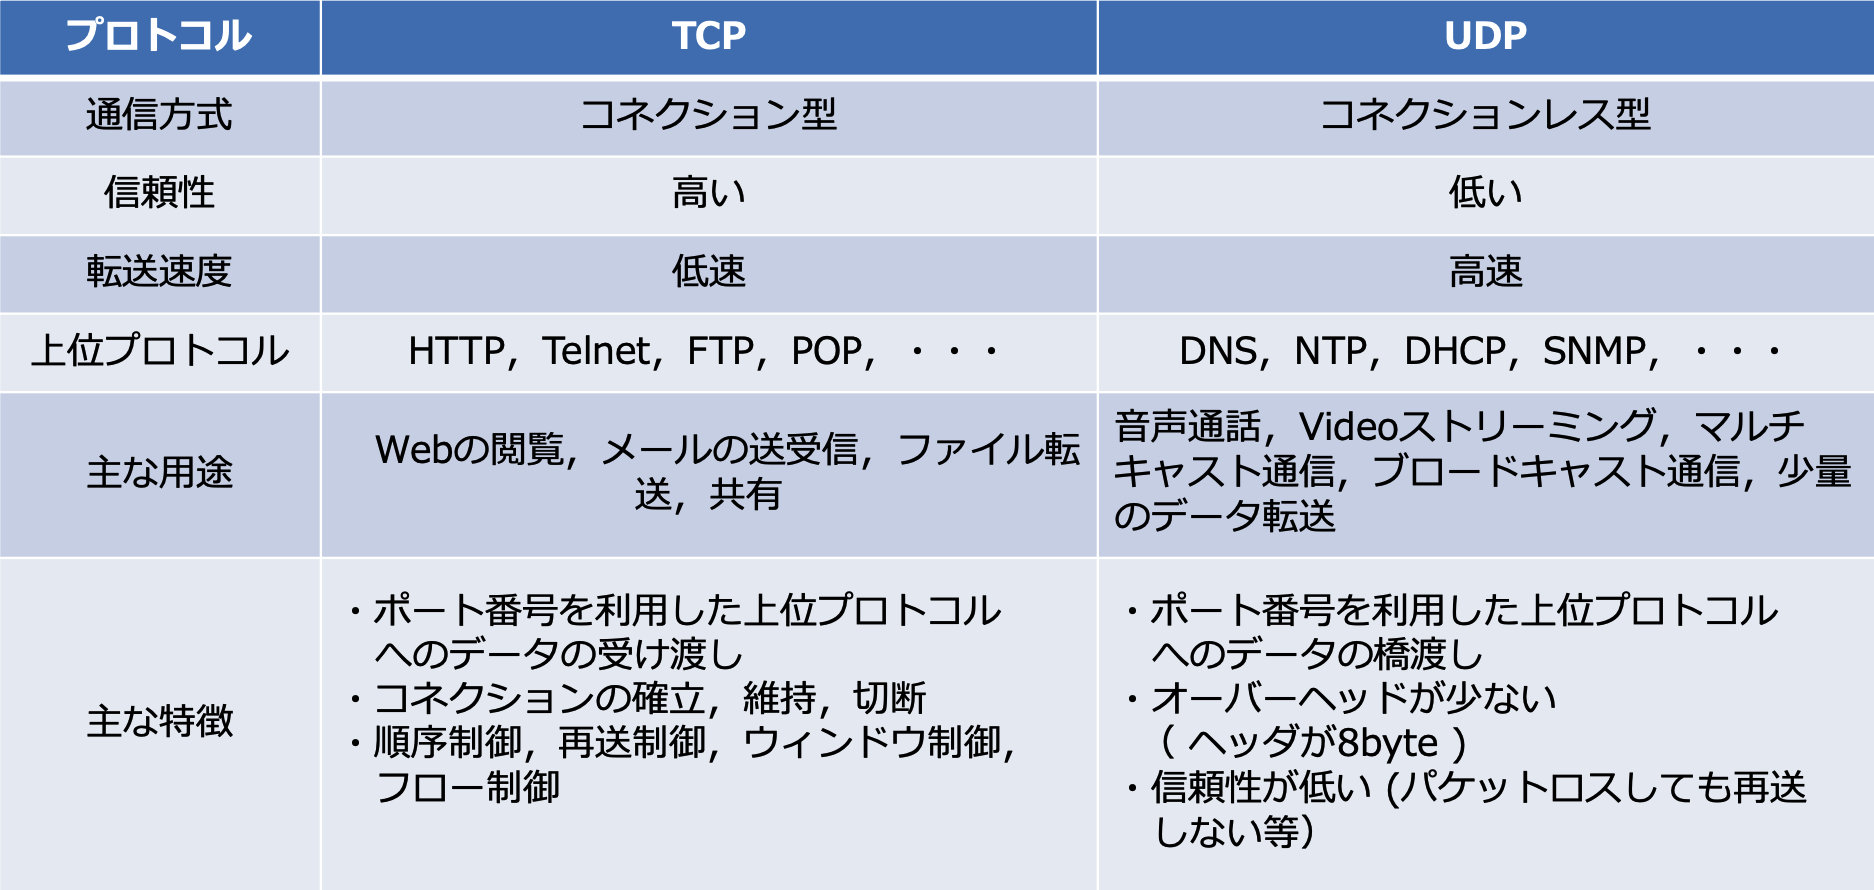 プロトコル
TCP
UDP
通信方式
コネクション型
コネクションレス型
信頼性
高い
低い
転送速度
低速
高速
上位プロトコル
HTTP，Telnet，FTP，POP，・・・
DNS，NTP，DHCP，SNMP，・・・
主な用途
Webの閲覧，メールの送受信，ファイル転
送，共有
音声通話，Videoストリーミング，マルチ
キャスト通信，ブロードキャスト通信，少量
のデータ転送
主な特徴
・ポート番号を利用した上位プロトコル
へのデータの受け渡し
・コネクションの確立，維持，切断
・順序制御，再送制御，ウィンドウ制御，
フロー制御
・ポート番号を利用した上位プロトコル
へのデータの橋渡し
・オーバーヘッドが少ない
（ ヘッダが8byte ）
・信頼性が低い (パケットロスしても再送
しない等）